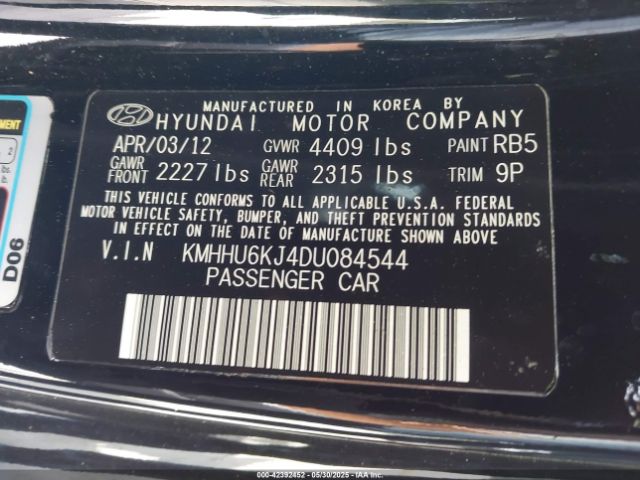 MANUFACTURED IN KOREA BY
HYUNDAI MOTOR COMPANY
APR/03/12 GVWR 4409 lbs PAINT RB5
GAWR FRONT 2227 lbs GAWR REAR 2315 lbs TRIM 9P
THIS VEHICLE CONFORMS TO ALL APPLICABLE U.S.A. FEDERAL
MOTOR VEHICLE SAFETY, BUMPER, AND THEFT PREVENTION STANDARDS
IN EFFECT ON THE DATE OF MANUFACTURE SHOWN ABOVE
V.I.N KMHHU6KJ4DU084544
PASSENGER CAR
D06
000-42392452 - 05/30/2025 - IAA, Inc.